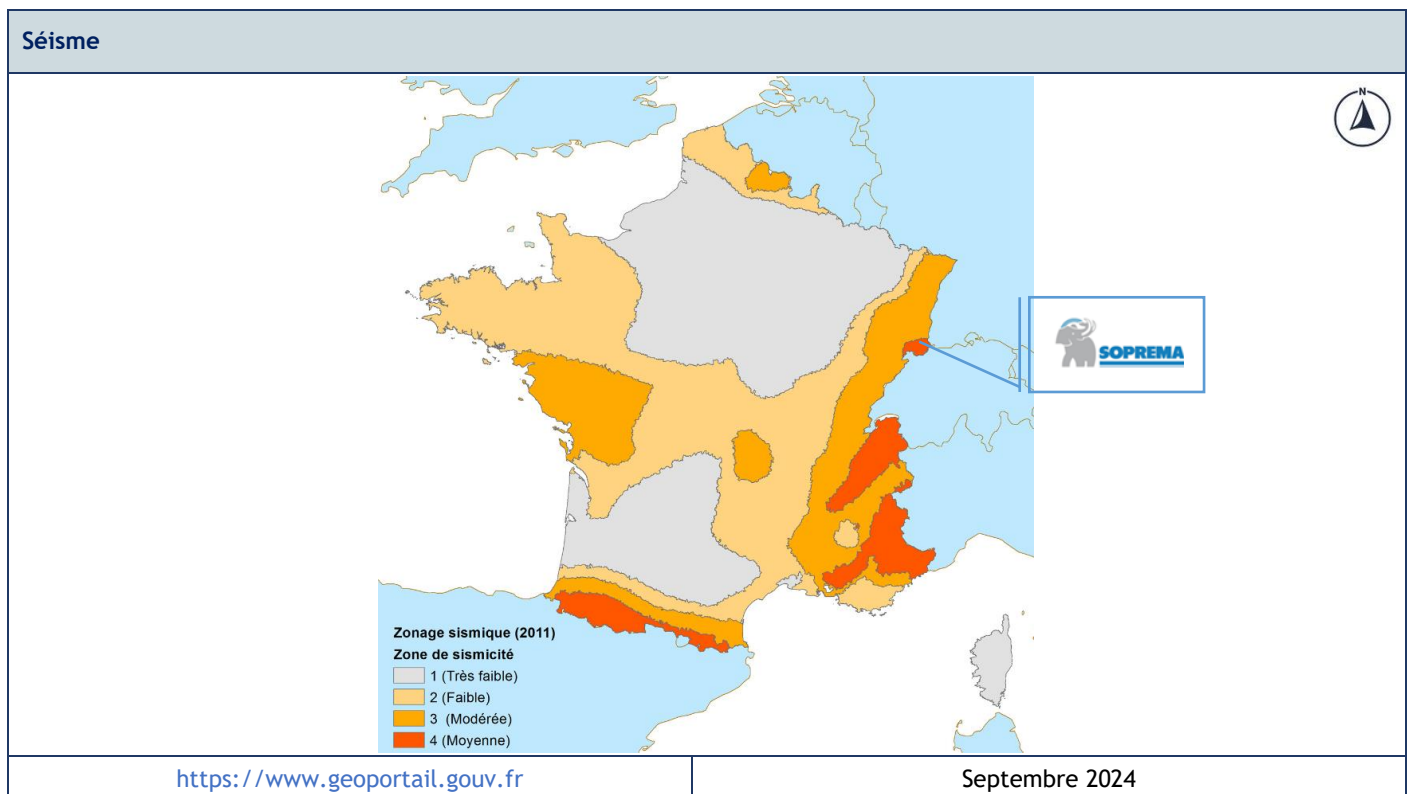 Séisme
N
SOPREMA
Zonage sismique (2011)
Zone de sismicité
1 (Très faible)
2 (Faible)
3 (Modérée)
4 (Moyenne)
https://www.geoportail.gouv.fr
Septembre 2024